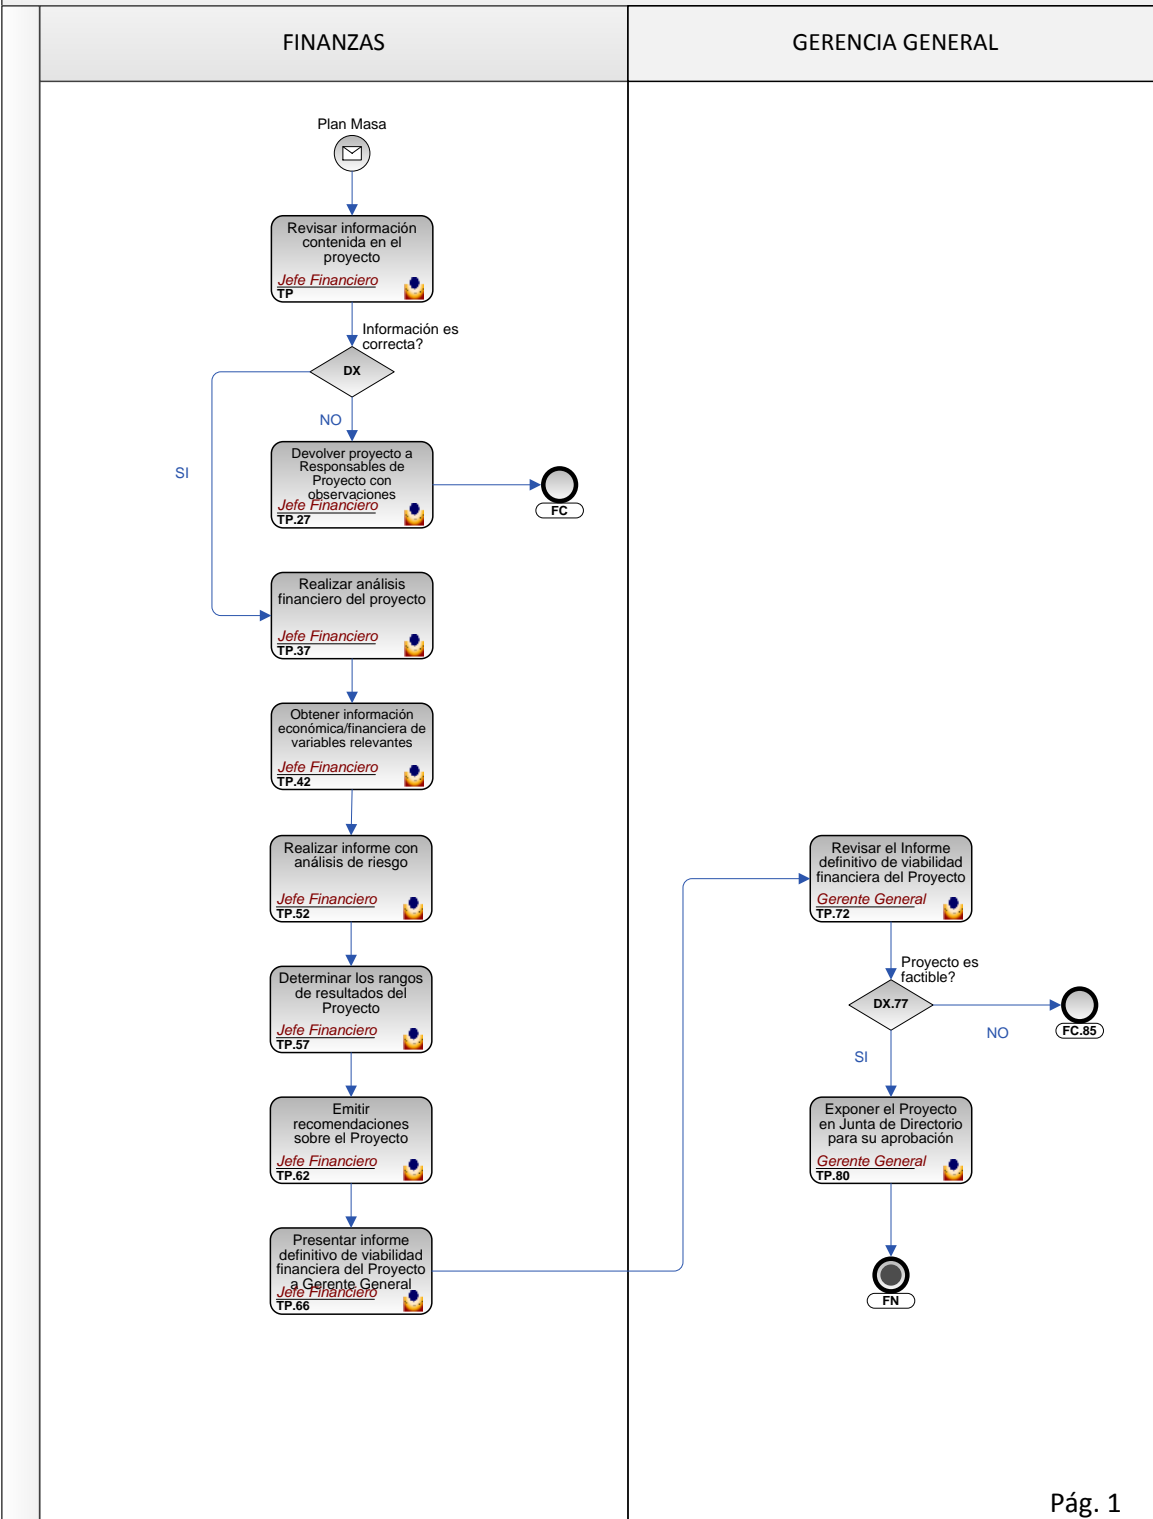 FINANZAS
GERENCIA GENERAL
Plan Masa
Revisar información
contenida en el
proyecto
Jefe Financiero
TP
Información es
correcta?
DX
NO
SI
Devolver proyecto a
Responsables de
Proyecto con
observaciones
Jefe Financiero
TP.27
FC
Realizar análisis
financiero del proyecto
Jefe Financiero
TP.37
Obtener información
económica/financiera de
variables relevantes
Jefe Financiero
TP.42
Realizar informe con
análisis de riesgo
Jefe Financiero
TP.52
Determinar los rangos
de resultados del
Proyecto
Jefe Financiero
TP.57
Emitir
recomendaciones
sobre el Proyecto
Jefe Financiero
TP.62
Presentar informe
definitivo de viabilidad
financiera del Proyecto
a Gerente General
Jefe Financiero
TP.66
Revisar el Informe
definitivo de viabilidad
financiera del Proyecto
Gerente General
TP.72
Proyecto es
factible?
DX.77
NO
FC.85
SI
Exponer el Proyecto
en Junta de Directorio
para su aprobación
Gerente General
TP.80
FN
Pág. 1